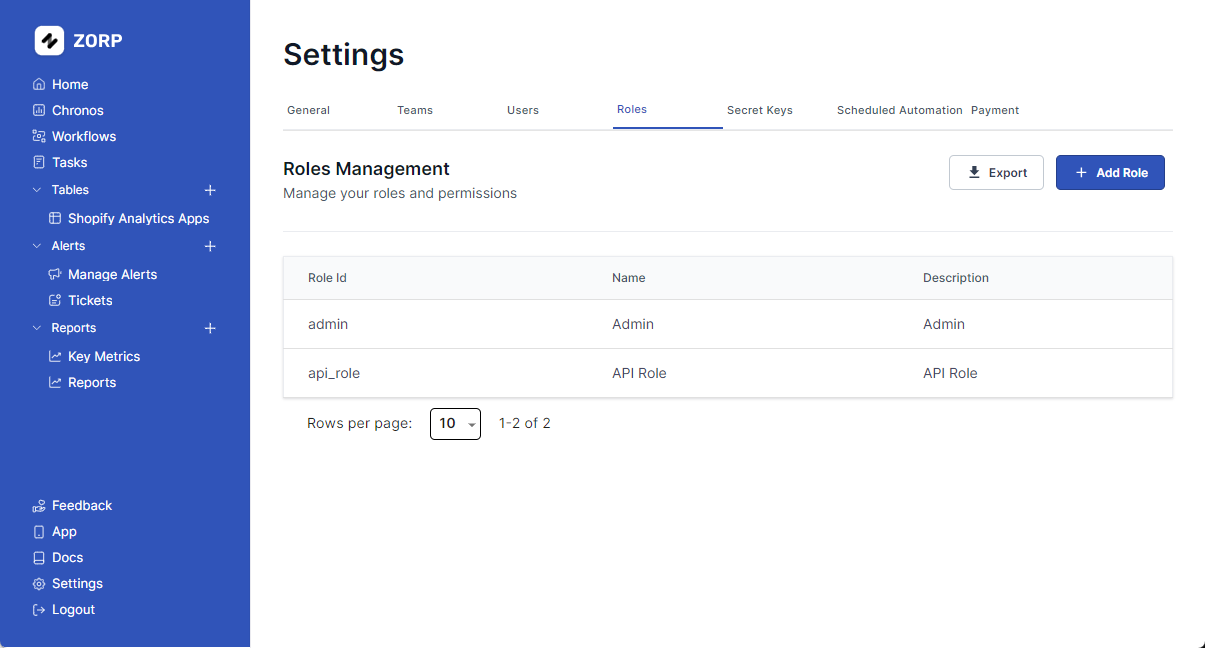 ZORP
Home
Chronos
Workflows
Tasks
Tables
Shopify Analytics Apps
Alerts
Manage Alerts
Tickets
Reports
Key Metrics
Reports
Feedback
App
Docs
Settings
Logout
Settings
General Teams Users Roles Secret Keys Scheduled Automation Payment
Roles Management
Manage your roles and permissions
Export
Add Role
Role Id Name Description
admin Admin Admin
api_role API Role API Role
Rows per page: 10 1-2 of 2